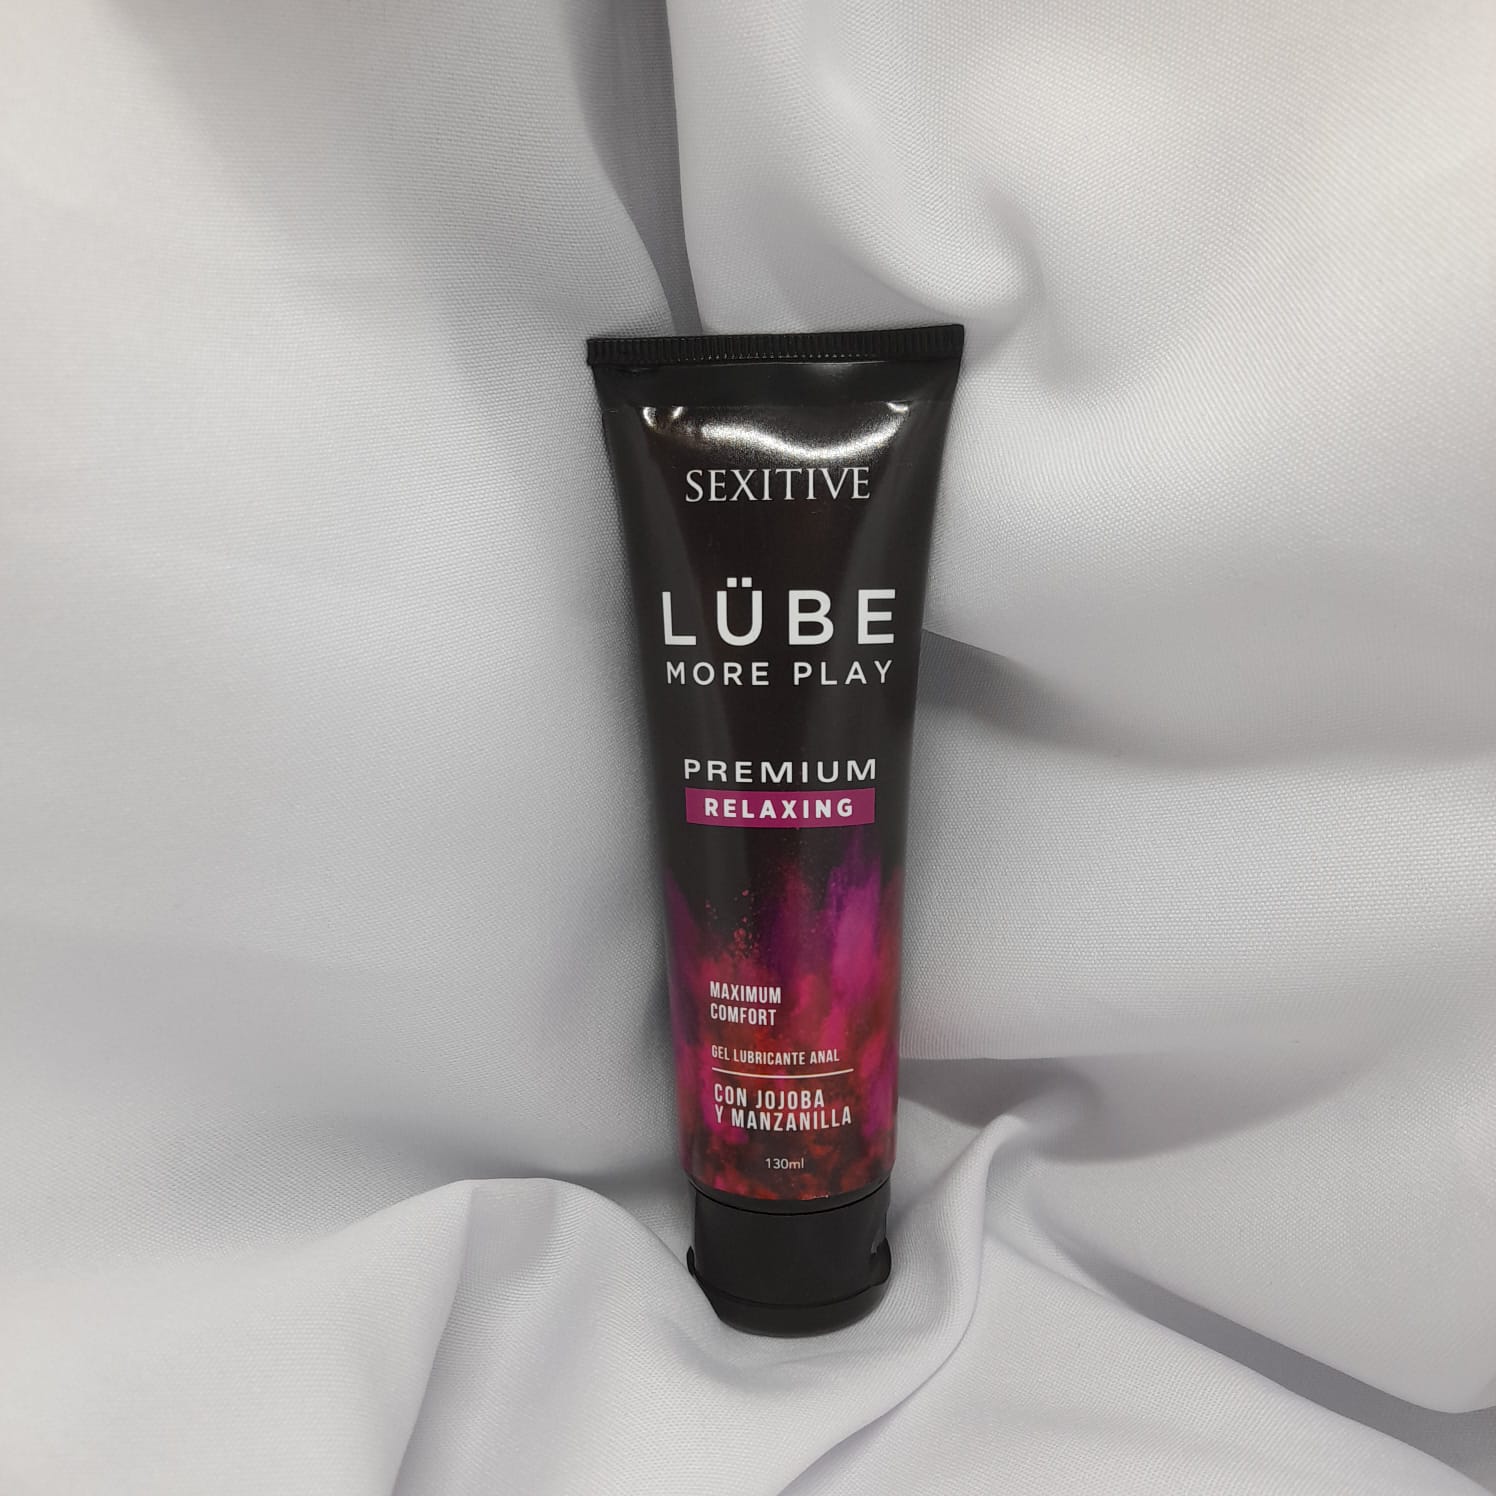 SEXITIVE
LÜBE
MORE PLAY
PREMIUM
RELAXING
MAXIMUM
COMFORT
GEL LUBRICANTE ANAL
CON JOJOBA
Y MANZANILLA
130ml